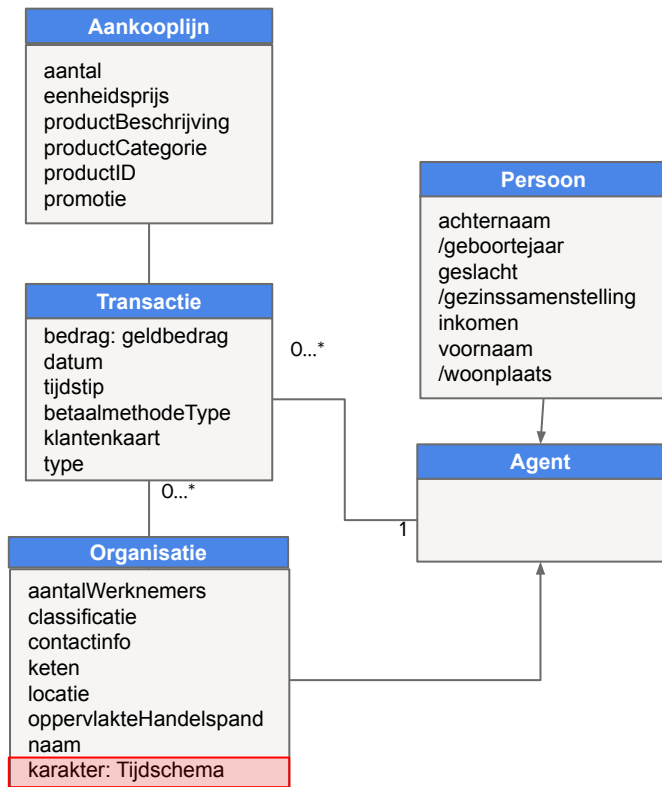 Aankooplijn
aantal
eenheidsprijs
productBeschrijving
productCategorie
productID
promotie
Persoon
achternaam
/geboortejaar
geslacht
/gezinssamenstelling
inkomen
voornaam
/woonplaats
Transactie
bedrag: geldbedrag
datum
tijdstip
betaalmethodeType
klantenkaart
type
0...*
Agent
0...*
1
Organisatie
aantalWerknemers
classificatie
contactinfo
keten
locatie
oppervlakteHandelspand
naam
karakter: Tijdschema